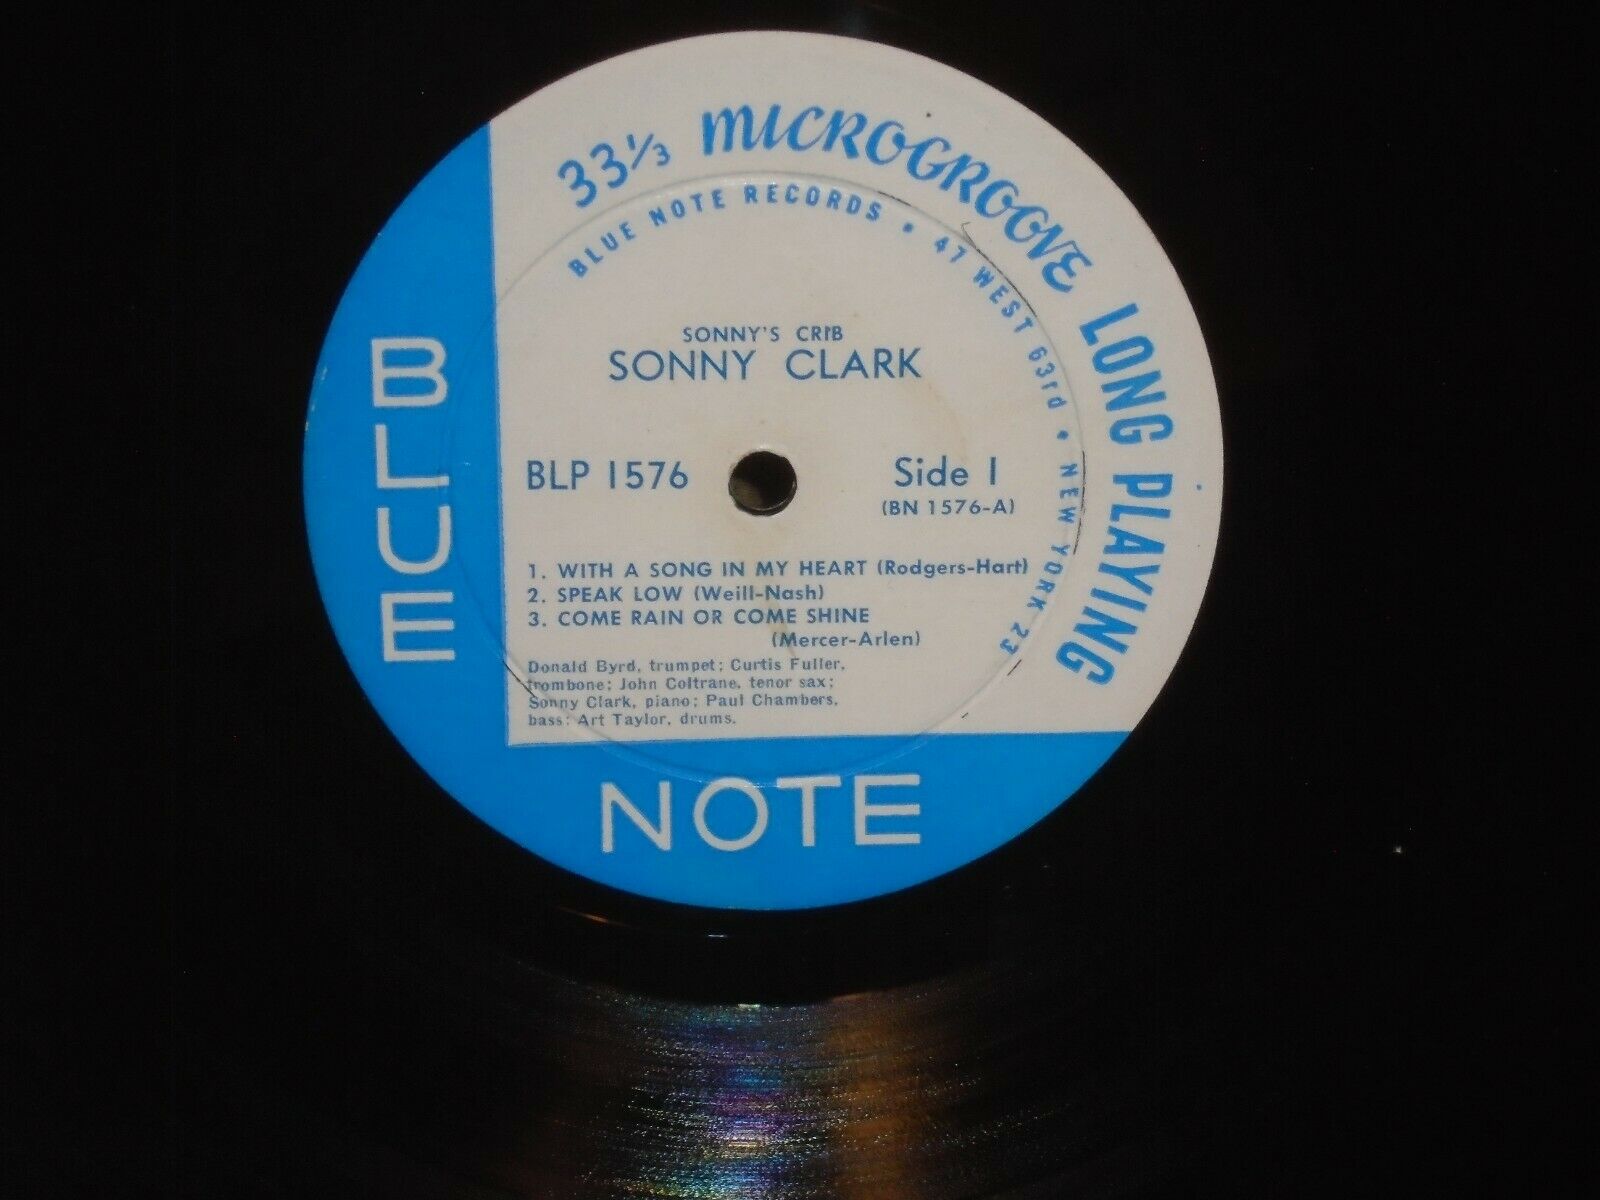 33⅓ MICROGROOVE LONG PLAYING
BLUE NOTE RECORDS • 47 WEST 63rd • NEW YORK 23
SONNY'S CRIB
SONNY CLARK
BLP 1576
Side 1
(BN 1576-A)
1. WITH A SONG IN MY HEART (Rodgers-Hart)
2. SPEAK LOW (Weill-Nash)
3. COME RAIN OR COME SHINE
(Mercer-Arlen)
Donald Byrd, trumpet; Curtis Fuller,
trombone; John Coltrane, tenor sax;
Sonny Clark, piano; Paul Chambers,
bass; Art Taylor, drums.
BLUE
NOTE